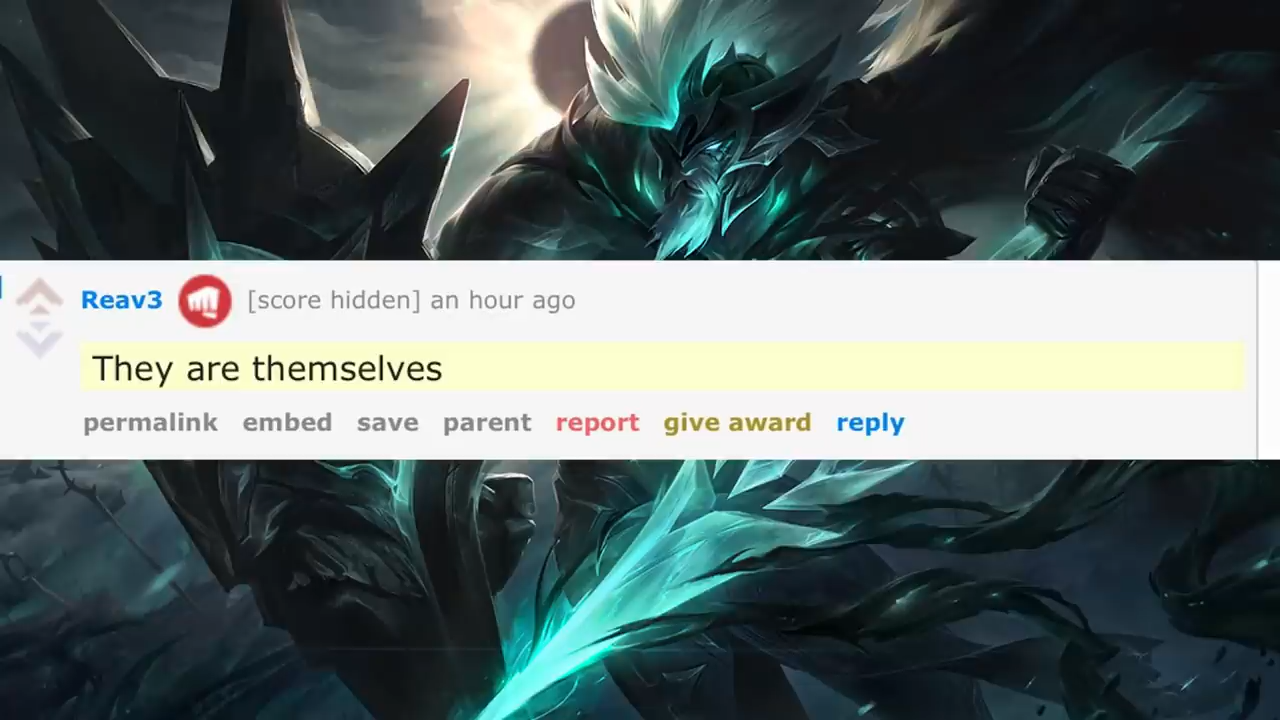 Reav3 [score hidden] an hour ago
They are themselves
permalink embed save parent report give award reply